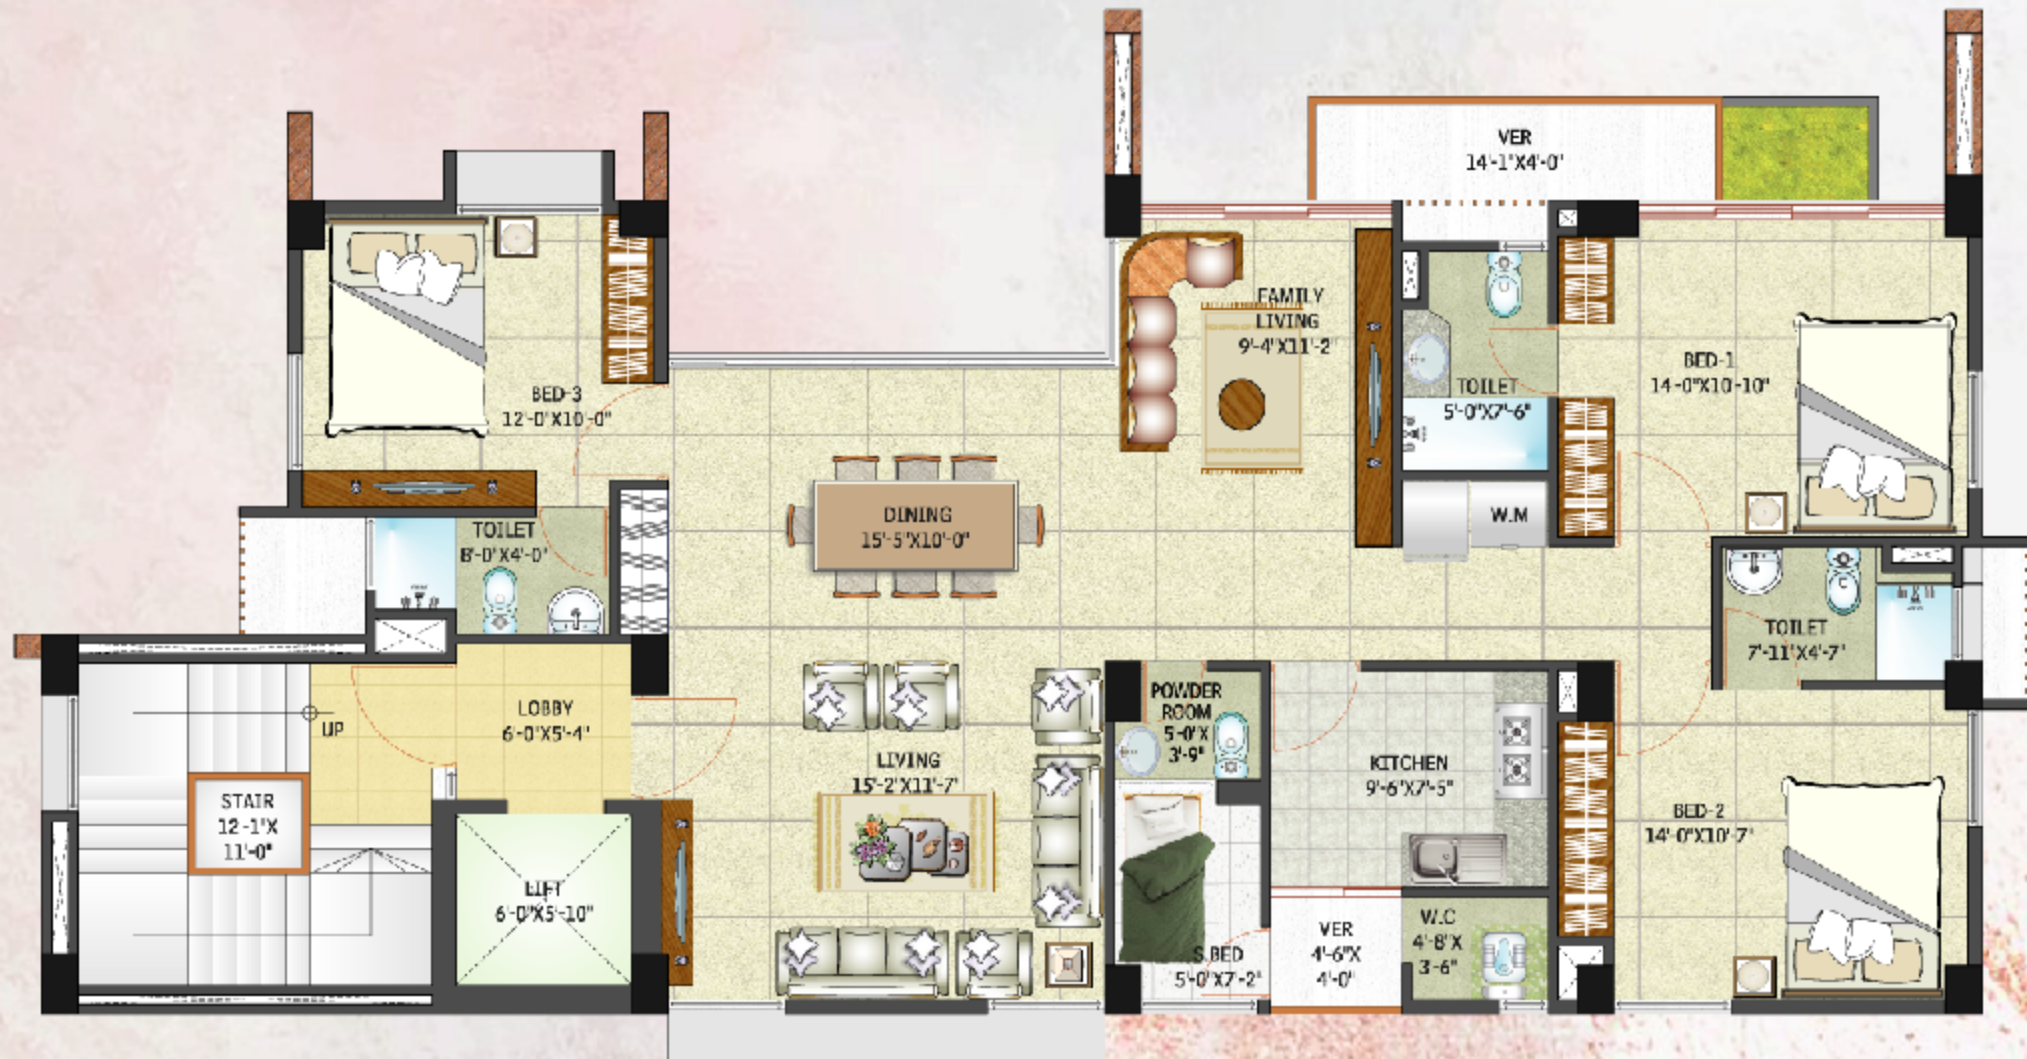 VER
14'-1"X4'-0"
FAMILY
LIVING
9'-4"X11'-2"
BED-1
14'-0"X10'-10"
TOILET
5'-0"X7'-6"
BED-3
12'-0"X10'-0"
W.M
DINING
15'-5"X10'-0"
TOILET
8'-0"X4'-0"
TOILET
7'-11"X4'-7"
POWDER
ROOM
5'-0"X
3'-9"
LOBBY
6'-0"X5'-4"
UP
LIVING
15'-2"X11'-7"
KITCHEN
9'-6"X7'-5"
STAIR
12'-1"X
11'-0"
BED-2
14'-0"X10'-7"
LIFT
6'-0"X5'-10"
S.BED
5'-0"X7'-2"
VER
4'-6"X
4'-0"
W.C
4'-8"X
3'-6"